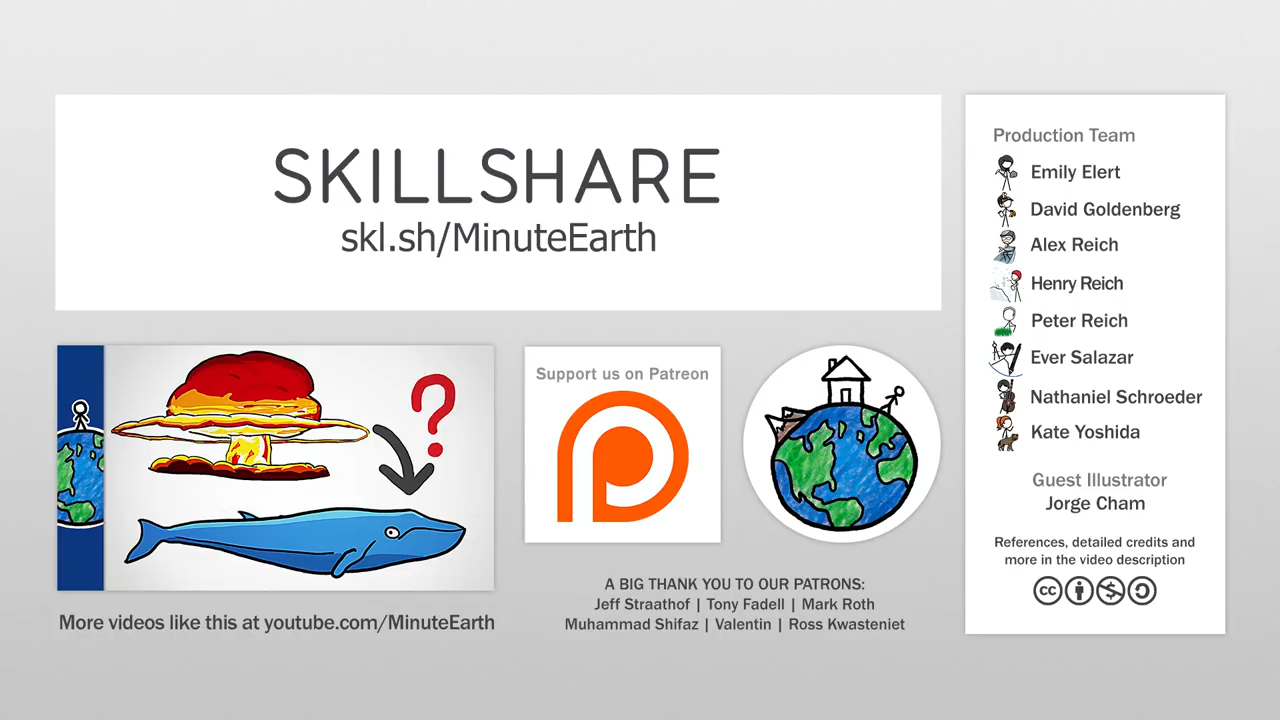 SKILLSHARE
skl.sh/MinuteEarth
?
More videos like this at youtube.com/MinuteEarth
Support us on Patreon
A BIG THANK YOU TO OUR PATRONS:
Jeff Straathof | Tony Fadell | Mark Roth
Muhammad Shifaz | Valentin | Ross Kwasteniet
Production Team
Emily Elert
David Goldenberg
Alex Reich
Henry Reich
Peter Reich
Ever Salazar
Nathaniel Schroeder
Kate Yoshida
Guest Illustrator
Jorge Cham
References, detailed credits and
more in the video description
cc